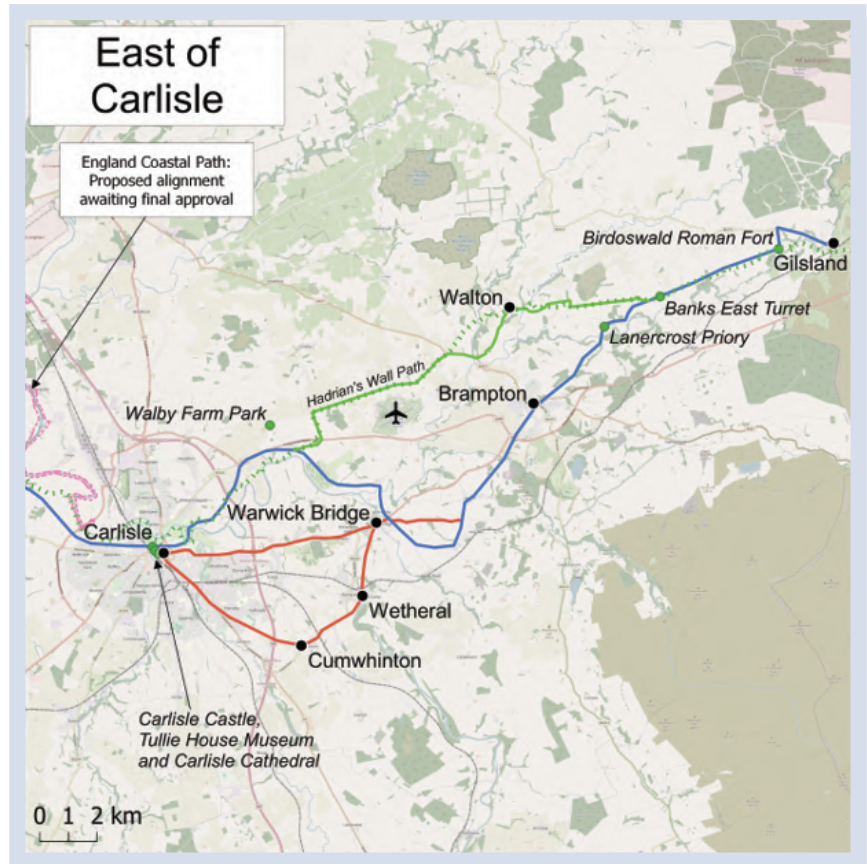 East of
Carlisle
England Coastal Path:
Proposed alignment
awaiting final approval
Birdoswald Roman Fort
Gilsland
Walton
Banks East Turret
Lanercrost Priory
Hadrian's Wall Path
Brampton
Walby Farm Park
Warwick Bridge
Carlisle
Wetheral
Cumwhinton
Carlisle Castle,
Tullie House Museum
and Carlisle Cathedral
0 1 2 km